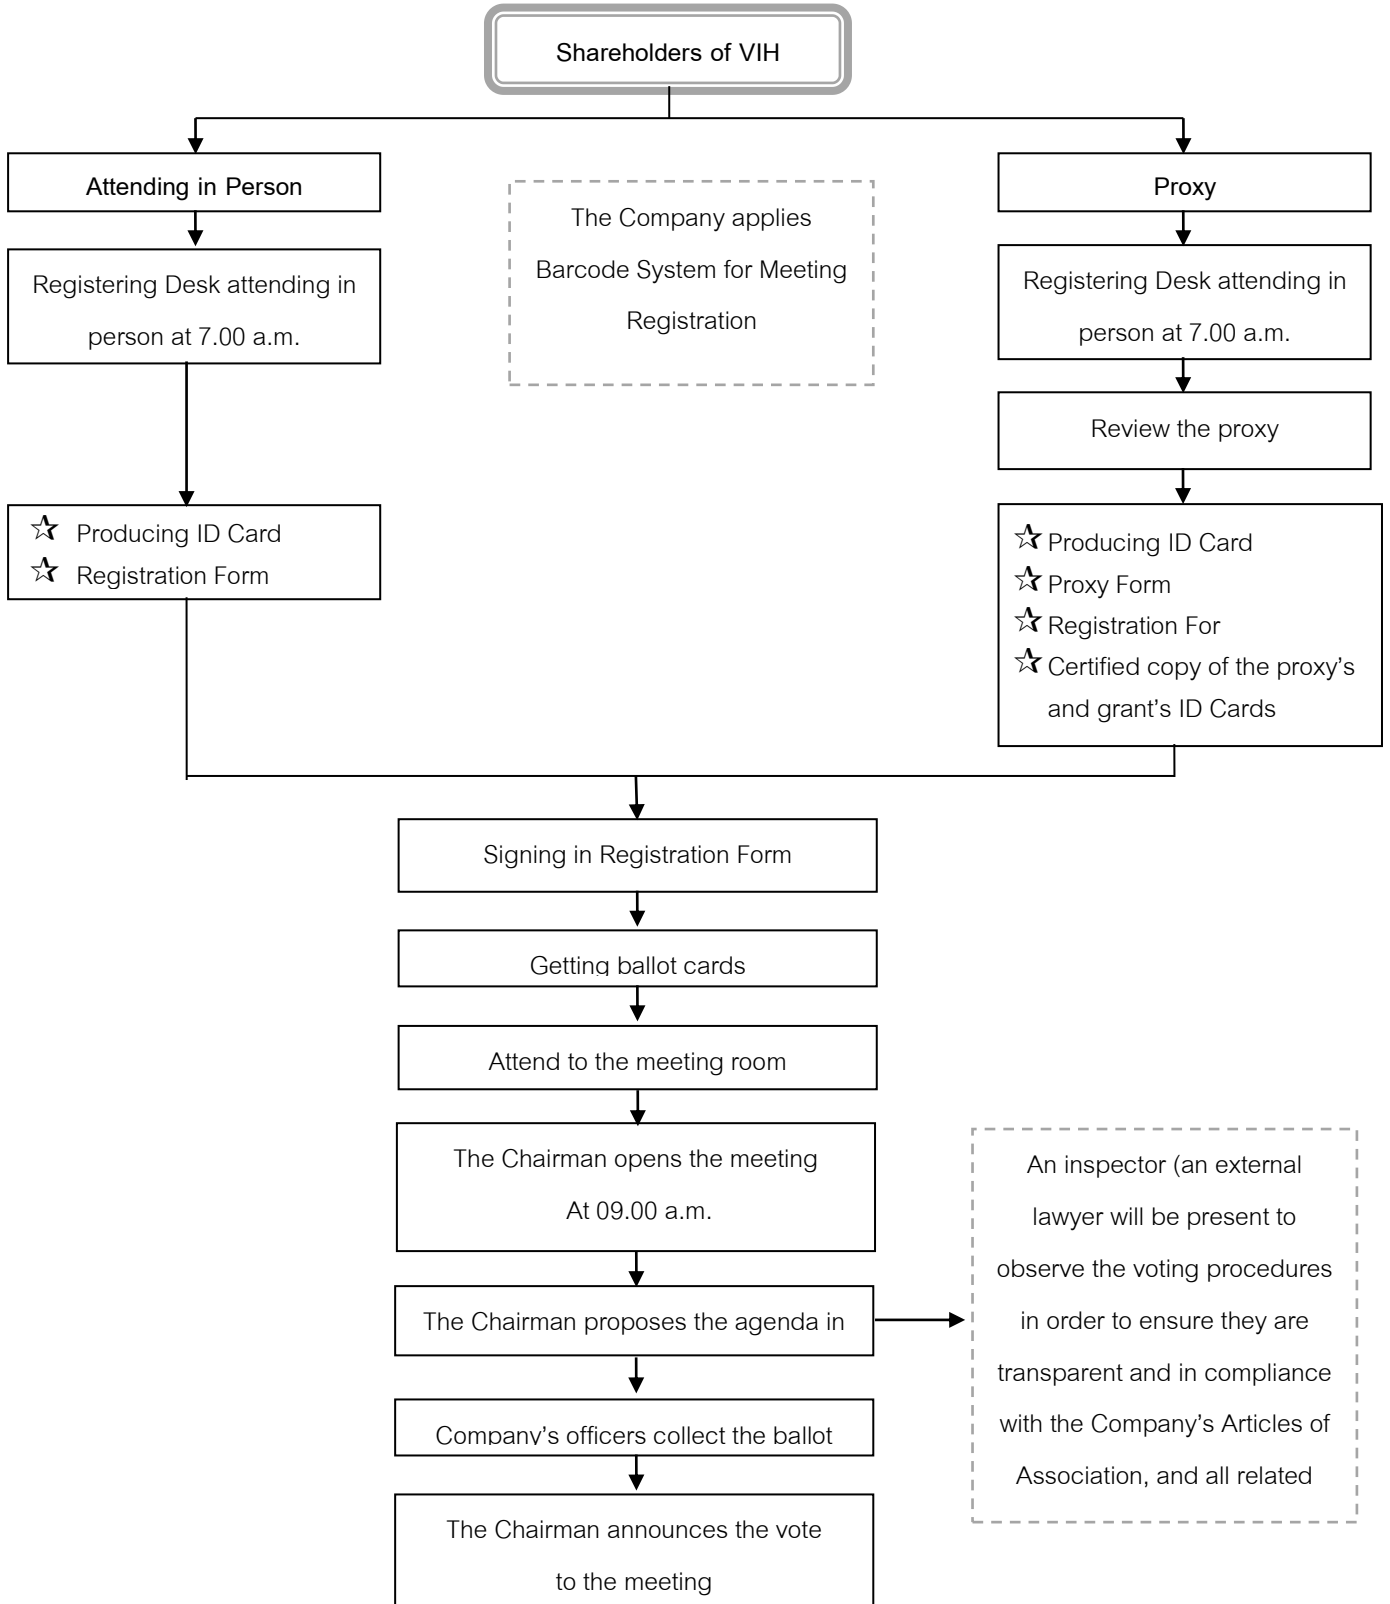 Shareholders of VIH
Attending in Person
The Company applies
Barcode System for Meeting
Registration
Proxy
Registering Desk attending in
person at 7.00 a.m.
Registering Desk attending in
person at 7.00 a.m.
Review the proxy
Producing ID Card
Registration Form
Producing ID Card
Proxy Form
Registration For
Certified copy of the proxy’s
and grant’s ID Cards
Signing in Registration Form
Getting ballot cards
Attend to the meeting room
The Chairman opens the meeting
At 09.00 a.m.
The Chairman proposes the agenda in
An inspector (an external
lawyer will be present to
observe the voting procedures
in order to ensure they are
transparent and in compliance
with the Company’s Articles of
Association, and all related
Company’s officers collect the ballot
The Chairman announces the vote
to the meeting